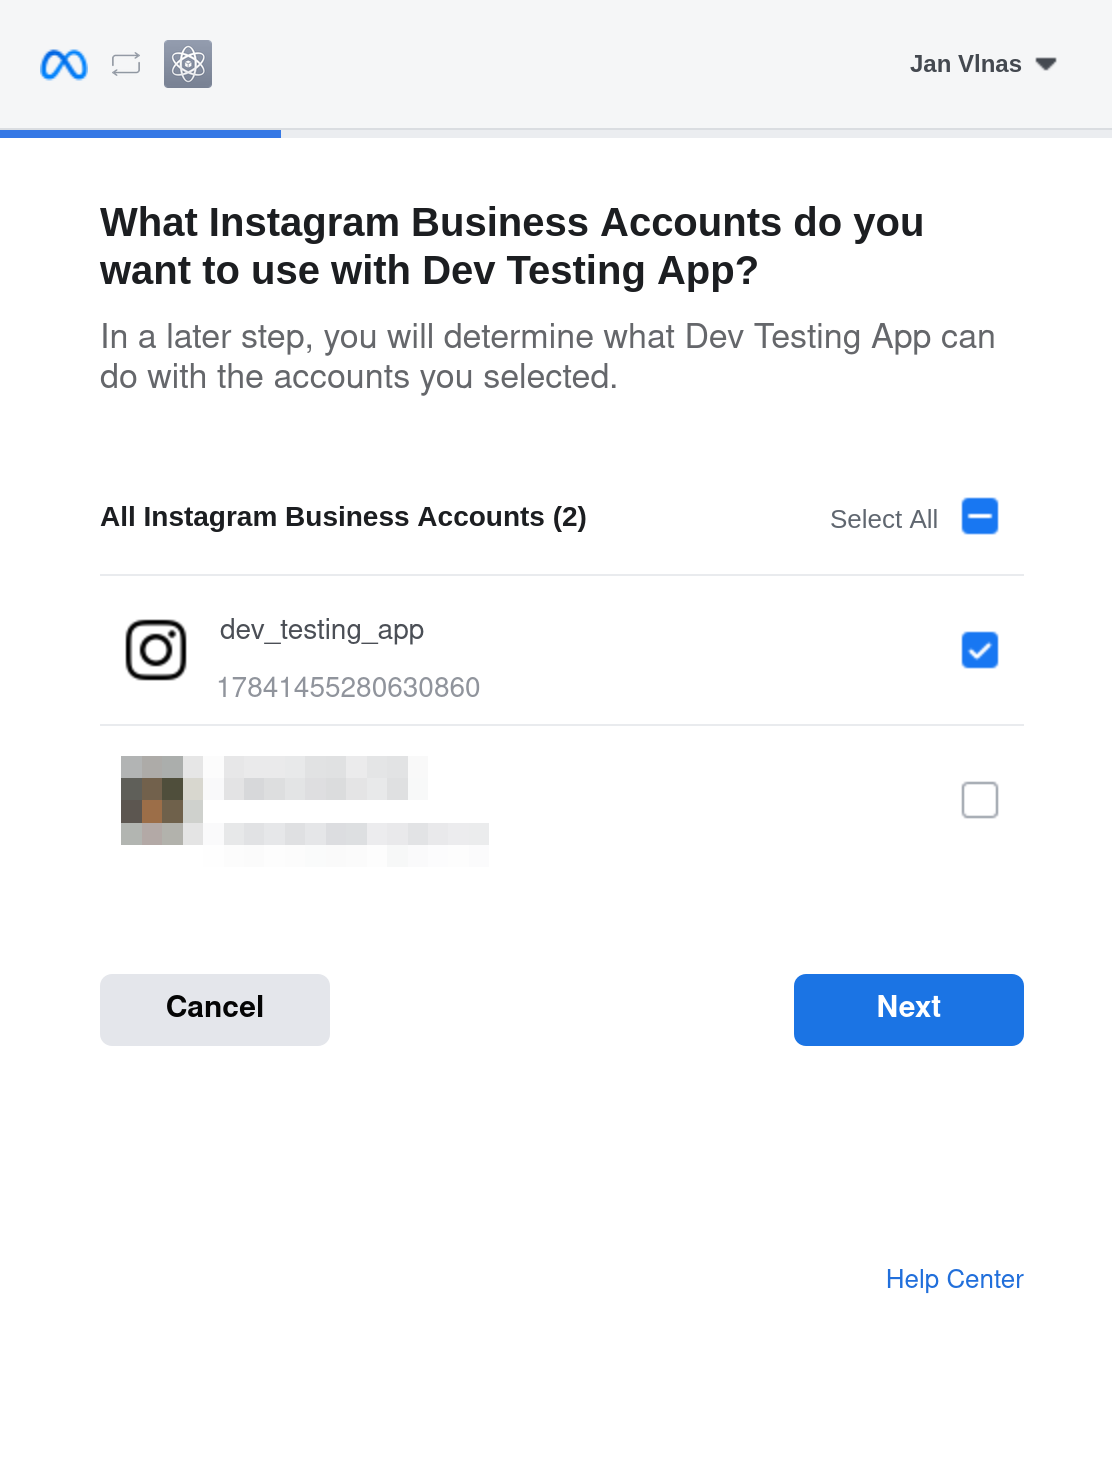 Jan Vlnas
What Instagram Business Accounts do you
want to use with Dev Testing App?
In a later step, you will determine what Dev Testing App can
do with the accounts you selected.
All Instagram Business Accounts (2)
Select All
dev_testing_app
17841455280630860
Cancel
Next
Help Center